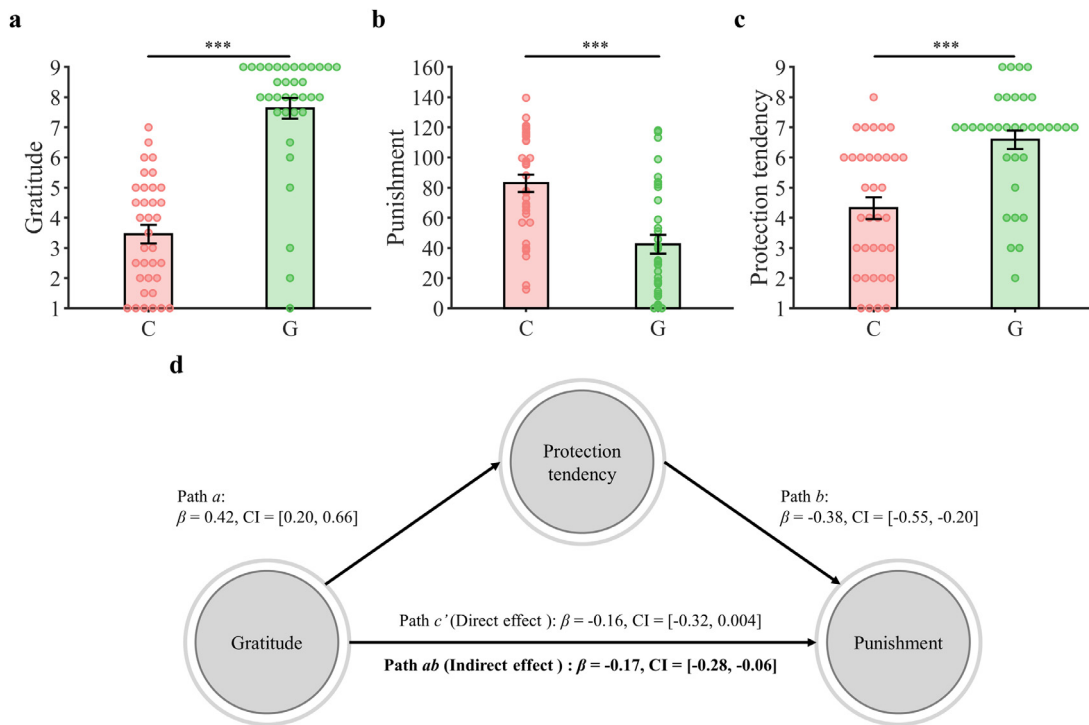 a
***
Gratitude
9
8
7
6
5
4
3
2
1
C
G
b
***
Punishment
160
140
120
100
80
60
40
20
0
C
G
c
***
Protection tendency
9
8
7
6
5
4
3
2
1
C
G
d
Protection
tendency
Path a:
β = 0.42, CI = [0.20, 0.66]
Path b:
β = -0.38, CI = [-0.55, -0.20]
Gratitude
Path c’ (Direct effect ): β = -0.16, CI = [-0.32, 0.004]
Path ab (Indirect effect ) : β = -0.17, CI = [-0.28, -0.06]
Punishment